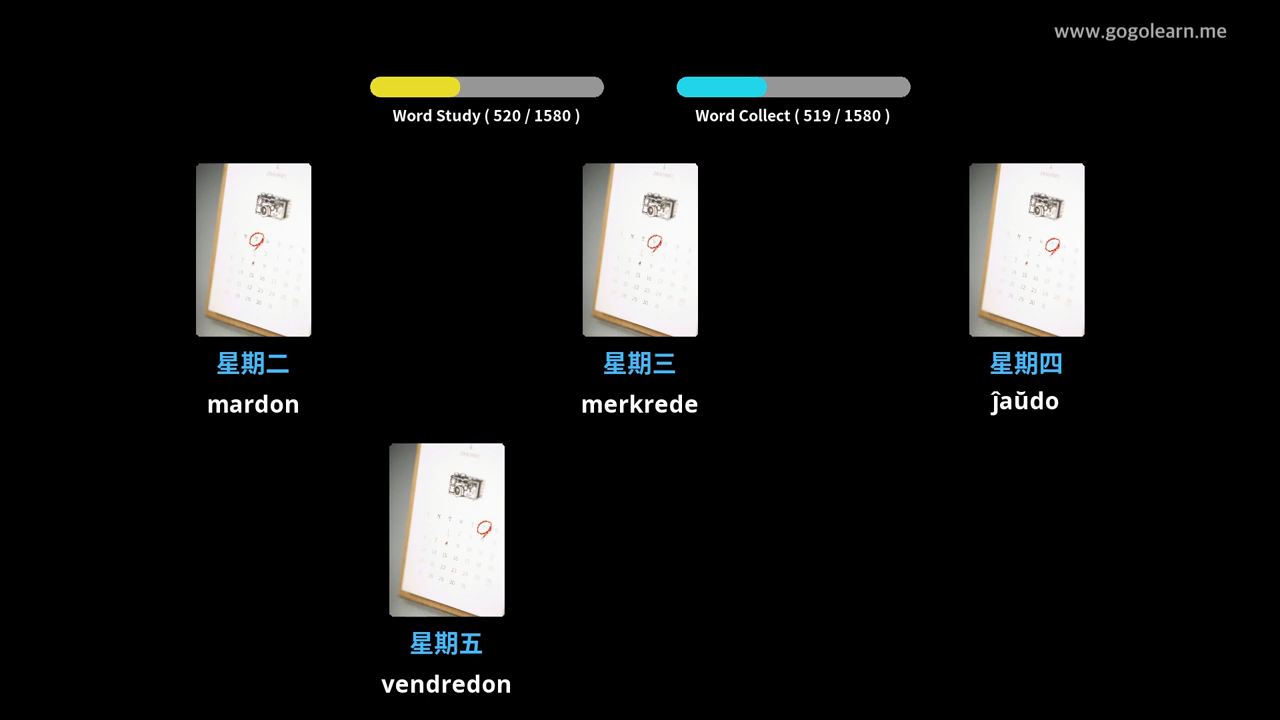 www.gogolearn.me
Word Study ( 520 / 1580 )
Word Collect ( 519 / 1580 )
星期二
mardon
星期三
merkrede
星期四
ĵaŭdo
星期五
vendredon